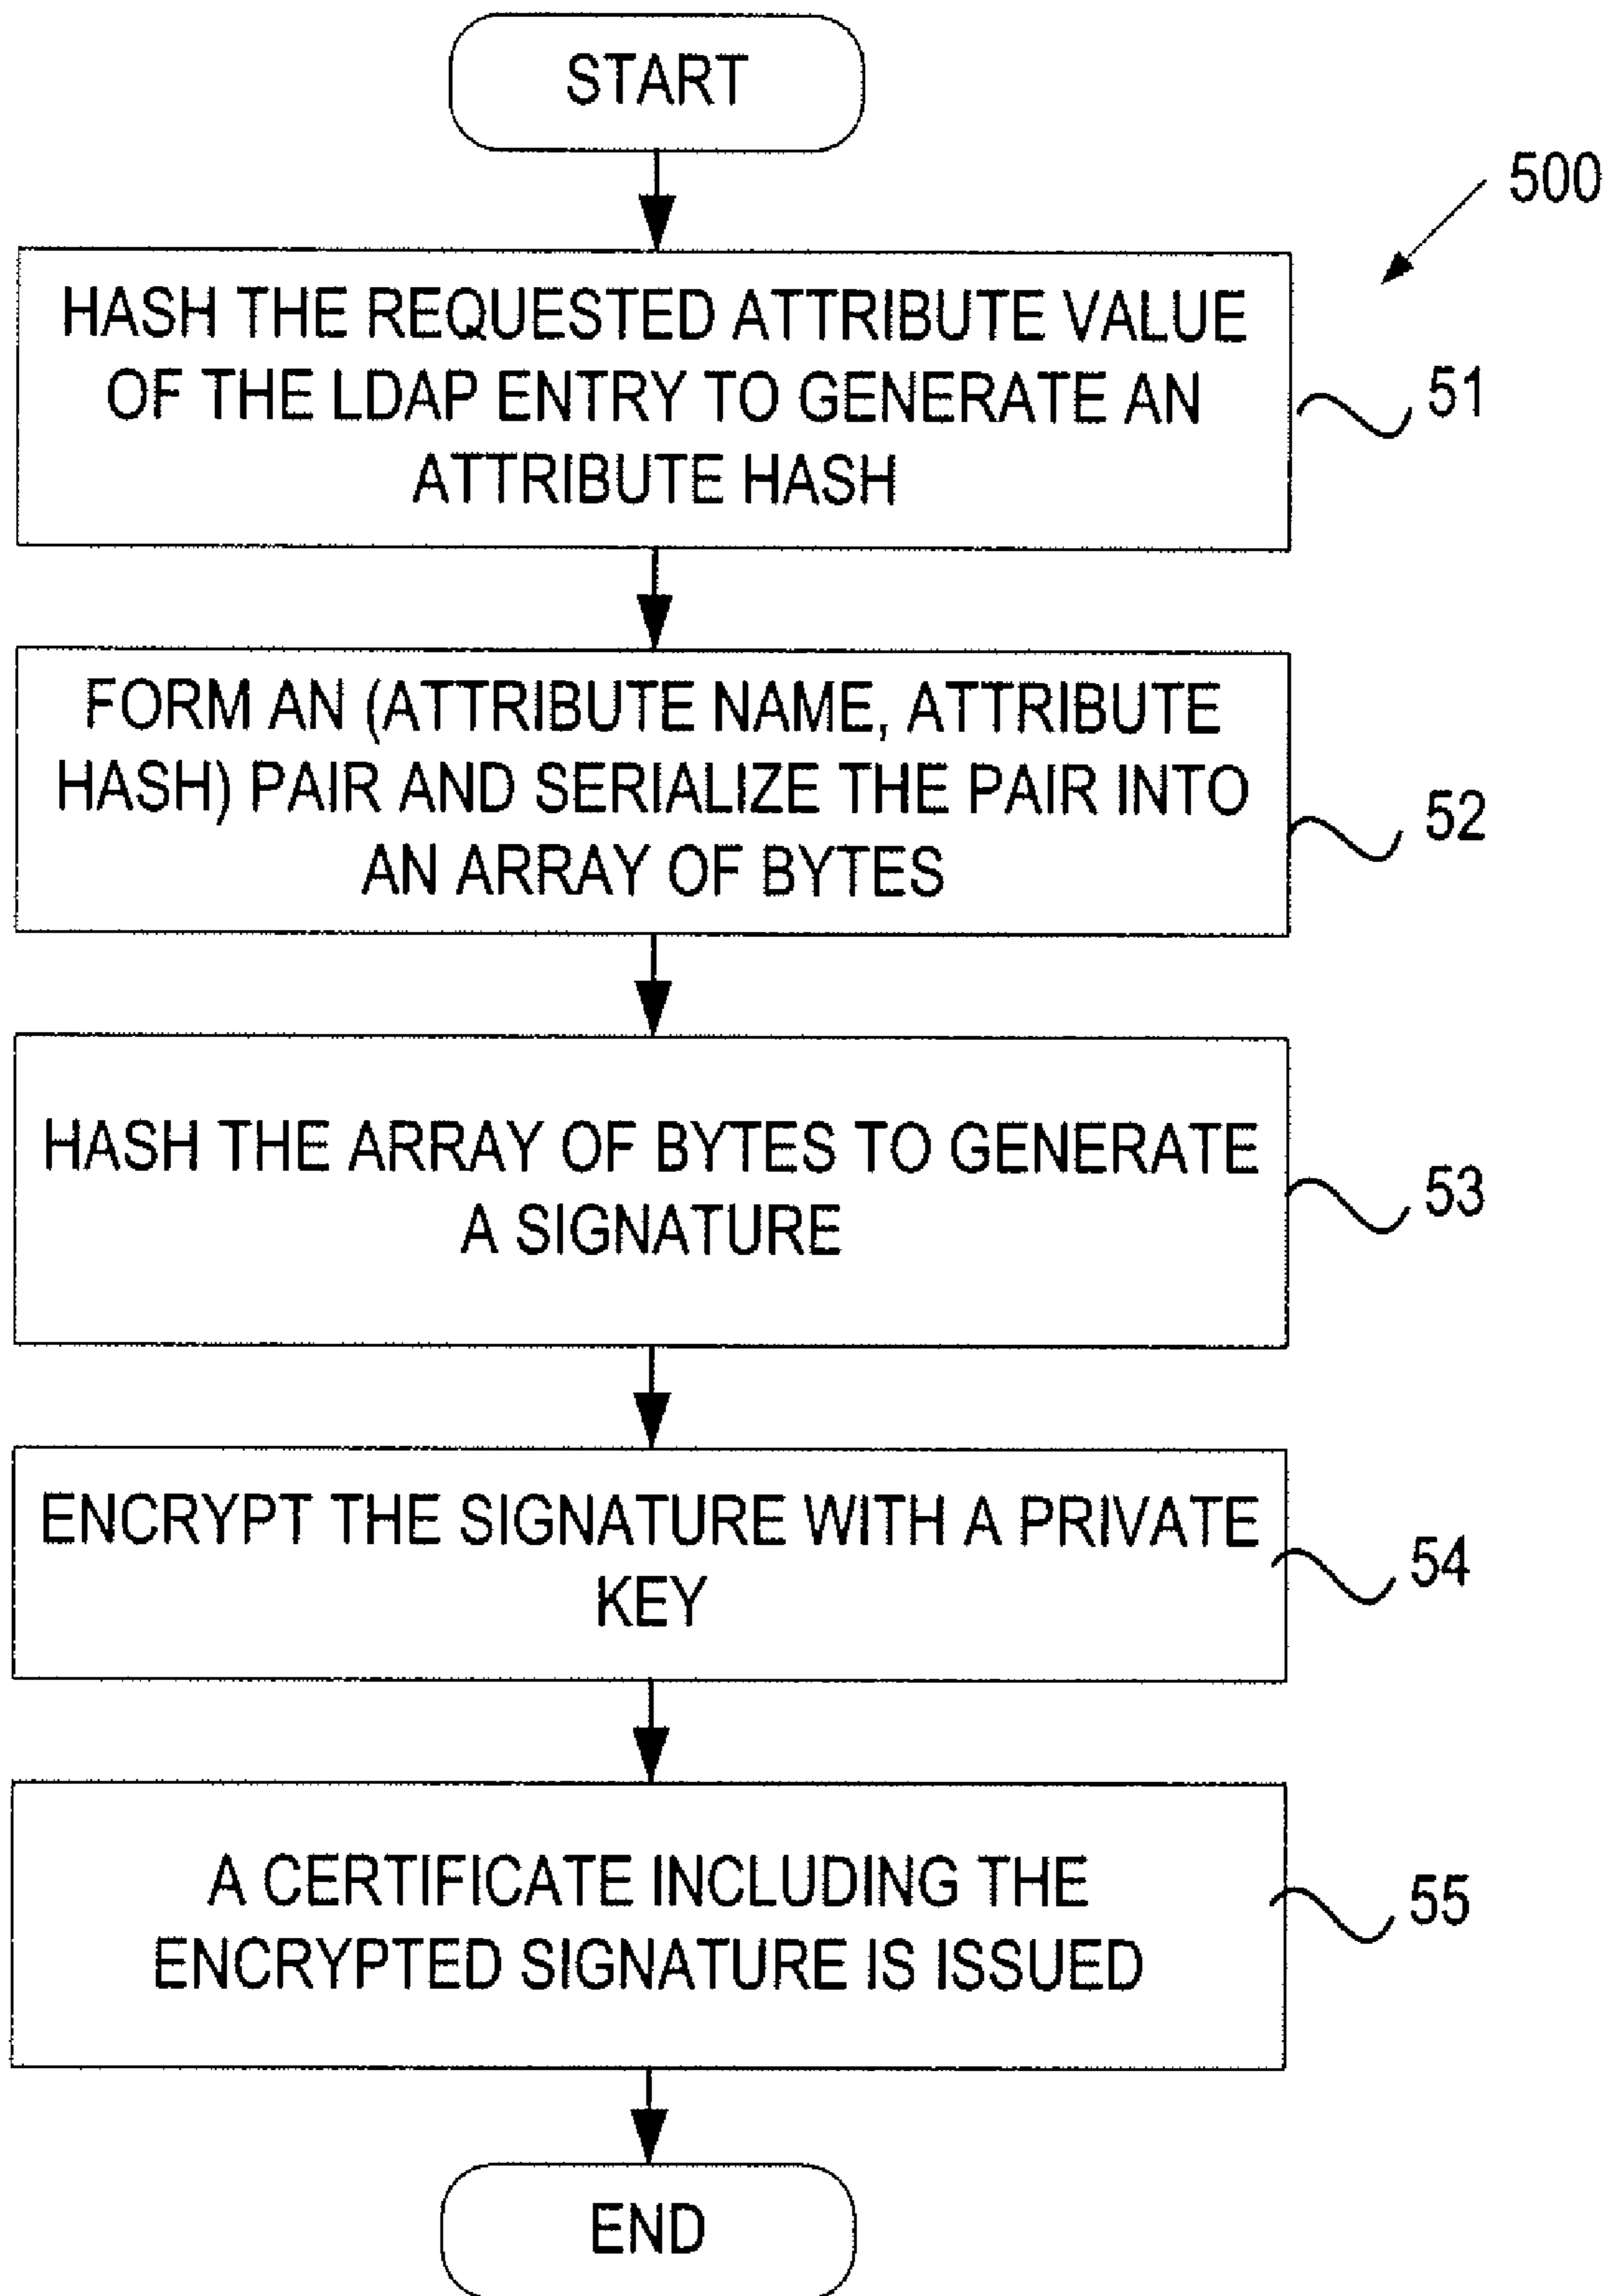 START
500
HASH THE REQUESTED ATTRIBUTE VALUE
OF THE LDAP ENTRY TO GENERATE AN
ATTRIBUTE HASH
51
FORM AN (ATTRIBUTE NAME, ATTRIBUTE
HASH) PAIR AND SERIALIZE THE PAIR INTO
AN ARRAY OF BYTES
52
HASH THE ARRAY OF BYTES TO GENERATE
A SIGNATURE
53
ENCRYPT THE SIGNATURE WITH A PRIVATE
KEY
54
A CERTIFICATE INCLUDING THE
ENCRYPTED SIGNATURE IS ISSUED
55
END